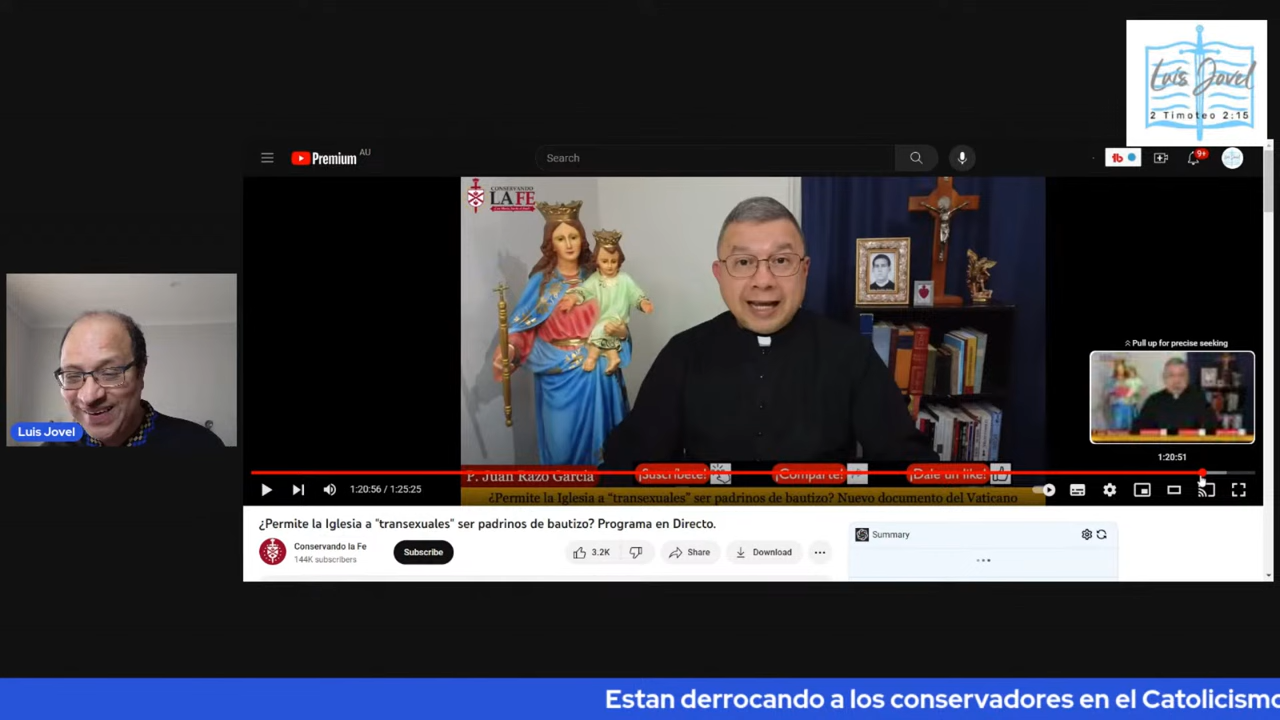 Luis Jovel
2 Timoteo 2:15
Premium AU
Search
9+
CONSERVANDO
LA FE
Pull up for precise seeking
1:20:51
P. Juan Razo García
¡Suscríbete!
¡Comparte!
¡Dale un like!
¿Permite la Iglesia a “transexuales” ser padrinos de bautizo? Nuevo documento del Vaticano
1:20:56 / 1:25:25
¿Permite la Iglesia a “transexuales” ser padrinos de bautizo? Programa en Directo.
Conservando la Fe
144K subscribers
Subscribe
3.2K
Share
Download
Summary
Luis Jovel
Estan derrocando a los conservadores en el Catolicismo